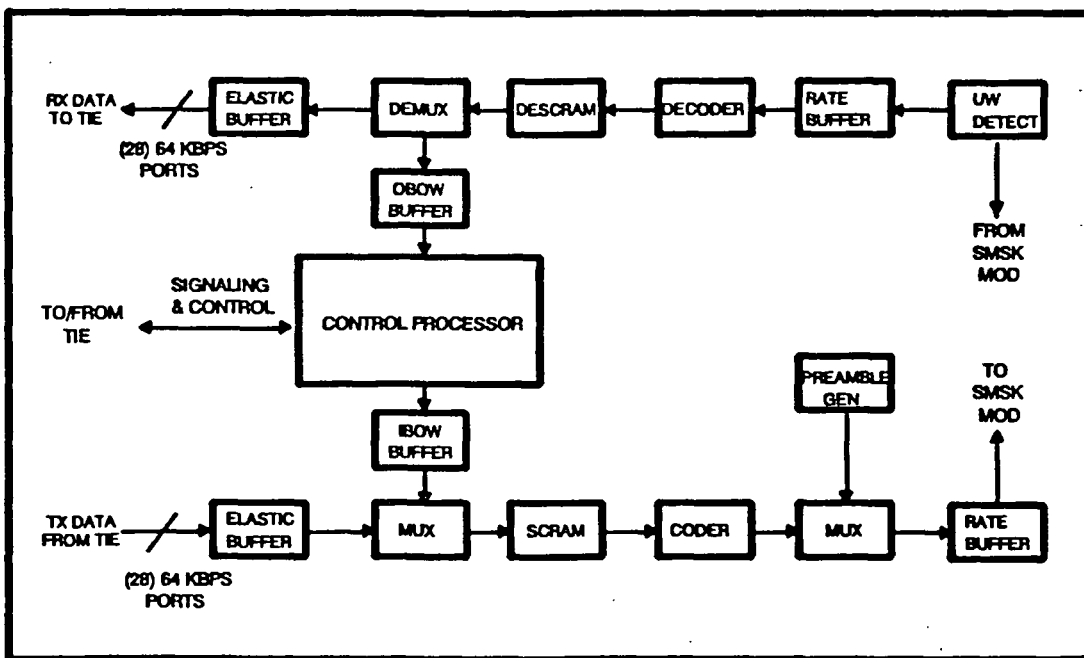 RX DATA
TO TIE
(28) 64 KBPS
PORTS
ELASTIC
BUFFER
DEMUX
DESCRAM
DECODER
RATE
BUFFER
UW
DETECT
OBOW
BUFFER
FROM
SMSK
MOD
SIGNALING
& CONTROL
TO/FROM
TIE
CONTROL PROCESSOR
PREAMBLE
GEN
TO
SMSK
MOD
IBOW
BUFFER
TX DATA
FROM TIE
(28) 64 KBPS
PORTS
ELASTIC
BUFFER
MUX
SCRAM
CODER
MUX
RATE
BUFFER